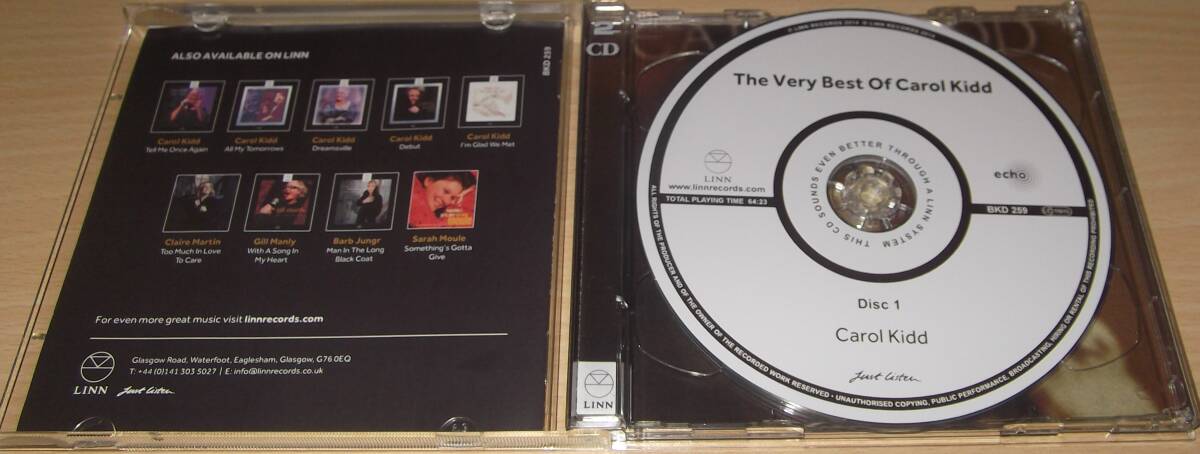 ALSO AVAILABLE ON LINN
BKD 259
Carol Kidd
Tell Me Once Again
Carol Kidd
All My Tomorrows
Carol Kidd
Dreamsville
Carol Kidd
Debut
Carol Kidd
I'm Glad We Met
Claire Martin
Too Much In Love
To Care
Gill Manly
With A Song In
My Heart
Barb Jungr
Man In The Long
Black Coat
Sarah Moule
Something's Gotta
Give
For even more great music visit linnrecords.com
LINN
Just Listen
Glasgow Road, Waterfoot, Eaglesham, Glasgow, G76 0EQ
T: +44 (0)141 303 5027 | E: info@linnrecords.co.uk
2
CD
LINN
The Very Best Of Carol Kidd
LINN
www.linnrecords.com
echo
TOTAL PLAYING TIME 64:23
BKD 259
THIS CD SOUNDS EVEN BETTER THROUGH A LINN SYSTEM
Disc 1
Carol Kidd
Just Listen
ALL RIGHTS OF THE PRODUCER AND OF THE OWNER OF THE RECORDED WORK RESERVED • UNAUTHORISED COPYING, PUBLIC PERFORMANCE, BROADCASTING, HIRING OR RENTAL OF THIS RECORDING PROHIBITED